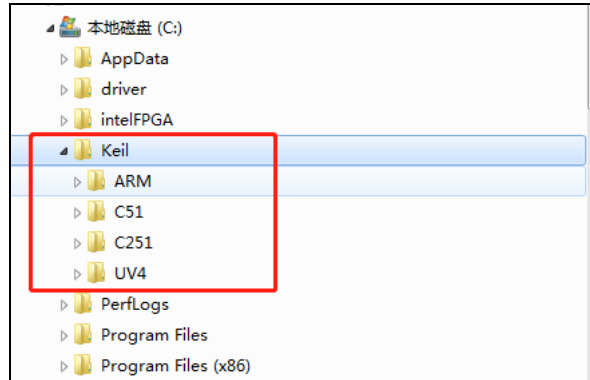 本地磁盘 (C:)
AppData
driver
intelFPGA
Keil
ARM
C51
C251
UV4
PerfLogs
Program Files
Program Files (x86)